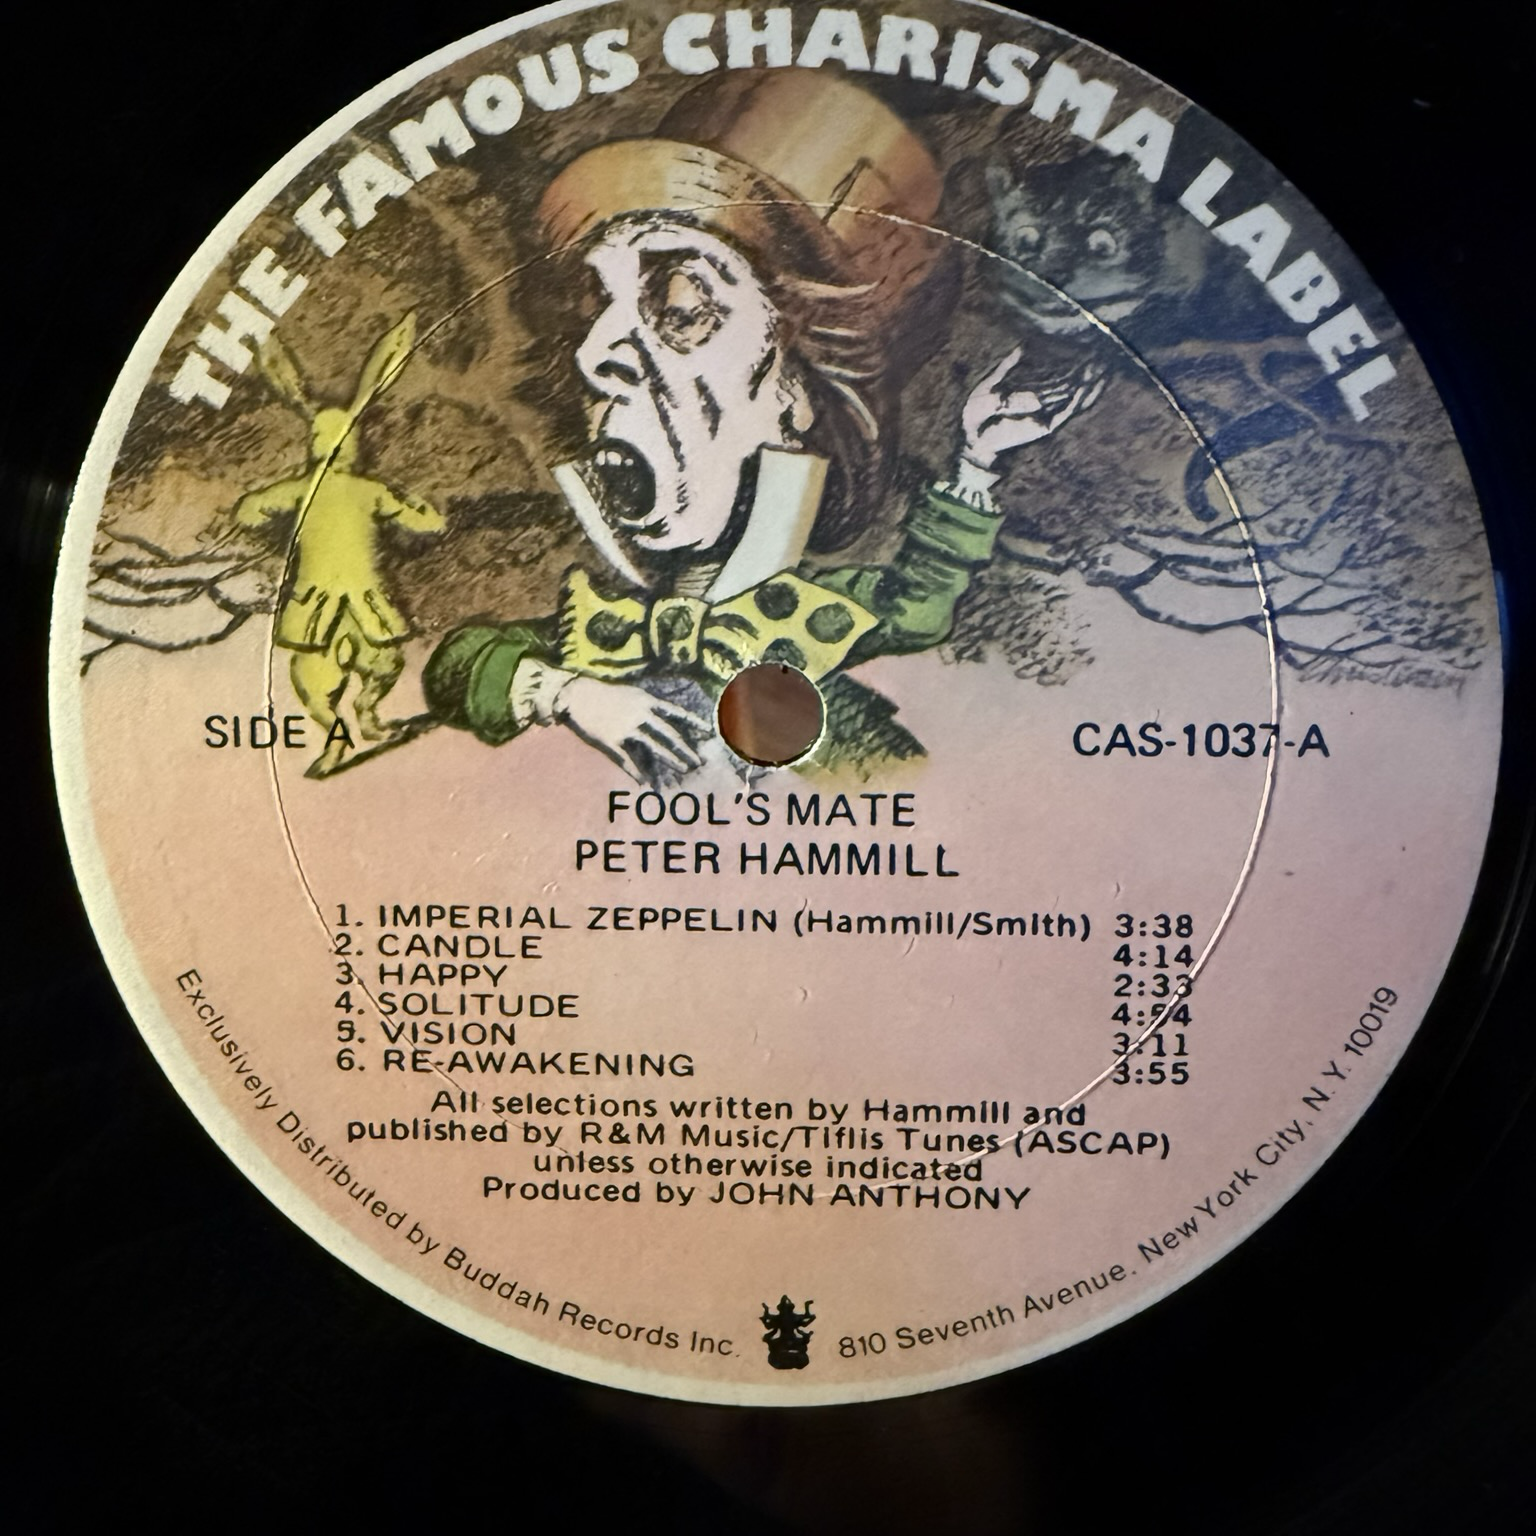 THE FAMOUS CHARISMA LABEL
SIDE A
CAS-1037-A
FOOL'S MATE
PETER HAMMILL
1. IMPERIAL ZEPPELIN (Hammill/Smith) 3:38
2. CANDLE 4:14
3. HAPPY 2:33
4. SOLITUDE 4:54
5. VISION 3:11
6. RE-AWAKENING 3:55
All selections written by Hammill and
published by R&M Music/Tiflis Tunes (ASCAP)
unless otherwise indicated
Produced by JOHN ANTHONY
Exclusively Distributed by Buddah Records Inc. 810 Seventh Avenue. New York City, N.Y. 10019